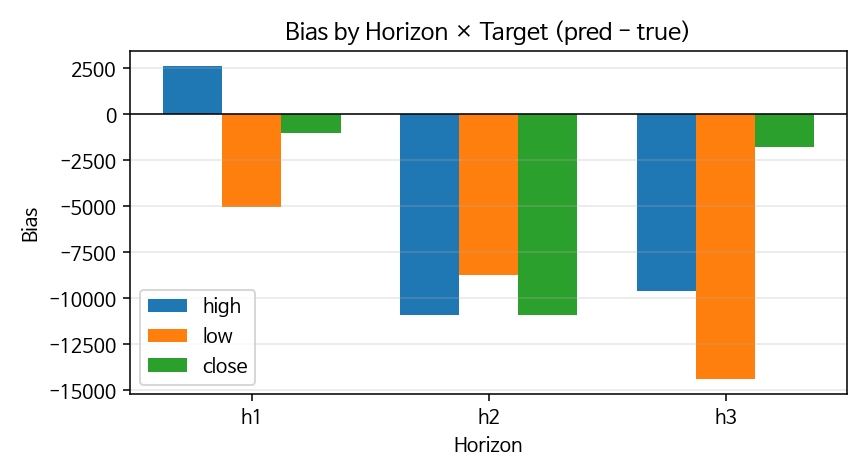 Bias by Horizon × Target (pred − true)
2500
0
−2500
−5000
−7500
−10000
−12500
−15000
Bias
high
low
close
h1 h2 h3
Horizon